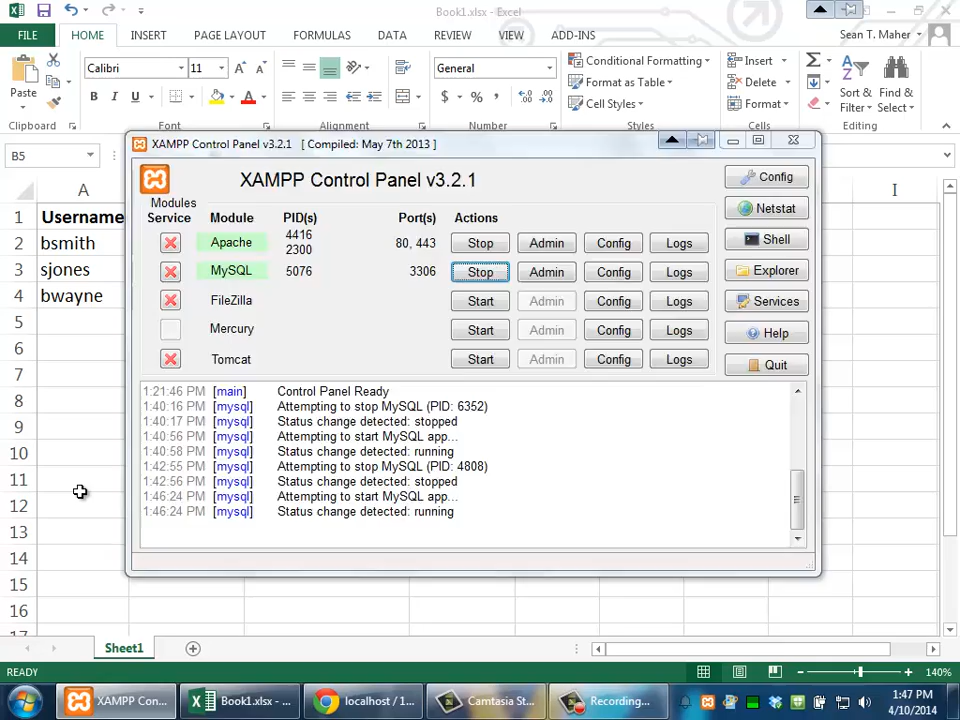 Book1.xlsx - Excel
FILE HOME INSERT PAGE LAYOUT FORMULAS DATA REVIEW VIEW ADD-INS Sean T. Maher
Calibri 11 General Conditional Formatting Insert
Format as Table Delete
Paste B I U A $ % , Cell Styles Format Sort & Filter Find & Select
Clipboard Font Alignment Number Styles Cells Editing
B5
XAMPP Control Panel v3.2.1 [ Compiled: May 7th 2013 ]
A I
XAMPP Control Panel v3.2.1
Config
Modules
Service Module PID(s) Port(s) Actions
Netstat
Apache 4416 2300 80, 443 Stop Admin Config Logs
Shell
MySQL 5076 3306 Stop Admin Config Logs
Explorer
FileZilla Start Admin Config Logs
Services
Mercury Start Admin Config Logs
Help
Tomcat Start Admin Config Logs
Quit
1 Username
2 bsmith
3 sjones
4 bwayne
5
6
7
8
9
10
11
12
13
14
15
16
17
1:21:46 PM [main] Control Panel Ready
1:40:16 PM [mysql] Attempting to stop MySQL (PID: 6352)
1:40:17 PM [mysql] Status change detected: stopped
1:40:56 PM [mysql] Attempting to start MySQL app...
1:40:58 PM [mysql] Status change detected: running
1:42:55 PM [mysql] Attempting to stop MySQL (PID: 4808)
1:42:56 PM [mysql] Status change detected: stopped
1:46:24 PM [mysql] Attempting to start MySQL app...
1:46:24 PM [mysql] Status change detected: running
Sheet1
READY 140%
XAMPP Con... Book1.xlsx - ... localhost / 1... Camtasia St... Recording... 1:47 PM
4/10/2014